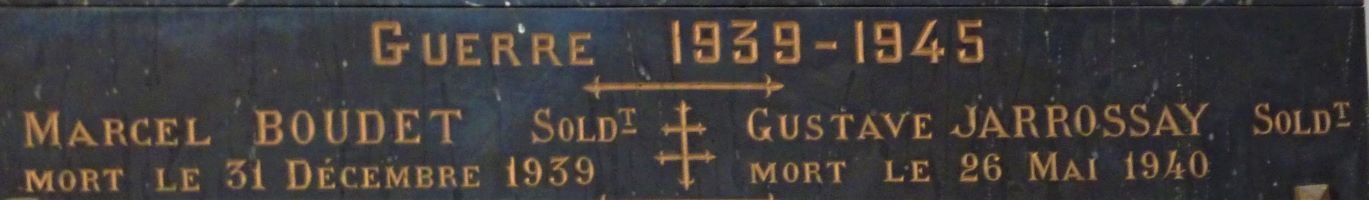 GUERRE 1939-1945
MARCEL BOUDET SOLDT
MORT LE 31 DÉCEMBRE 1939
GUSTAVE JARROSSAY SOLDT
MORT LE 26 MAI 1940